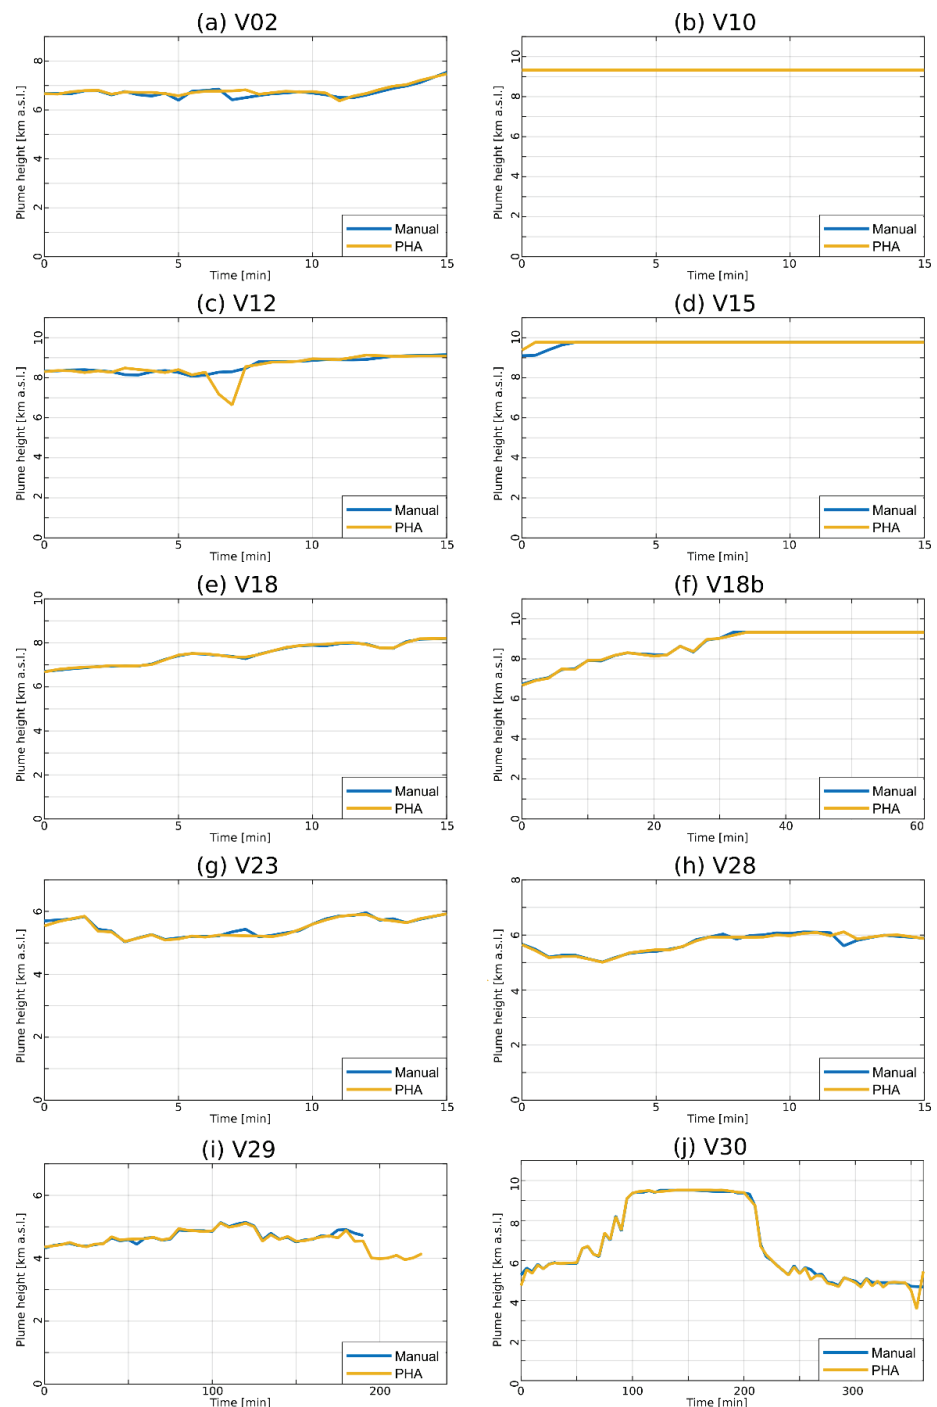 (a) V02
Plume height [km a.s.l.]
8
6
4
2
0
Manual
PHA
0 5 10 15
Time [min]
(b) V10
Plume height [km a.s.l.]
10
8
6
4
2
0
Manual
PHA
0 5 10 15
Time [min]
(c) V12
Plume height [km a.s.l.]
10
8
6
4
2
0
Manual
PHA
0 5 10 15
Time [min]
(d) V15
Plume height [km a.s.l.]
10
8
6
4
2
0
Manual
PHA
0 5 10 15
Time [min]
(e) V18
Plume height [km a.s.l.]
10
8
6
4
2
0
Manual
PHA
0 5 10 15
Time [min]
(f) V18b
Plume height [km a.s.l.]
10
8
6
4
2
0
Manual
PHA
0 20 40 60
Time [min]
(g) V23
Plume height [km a.s.l.]
6
4
2
0
Manual
PHA
0 5 10 15
Time [min]
(h) V28
Plume height [km a.s.l.]
8
6
4
2
0
Manual
PHA
0 5 10 15
Time [min]
(i) V29
Plume height [km a.s.l.]
6
4
2
0
Manual
PHA
0 100 200
Time [min]
(j) V30
Plume height [km a.s.l.]
10
8
6
4
2
0
Manual
PHA
0 100 200 300
Time [min]